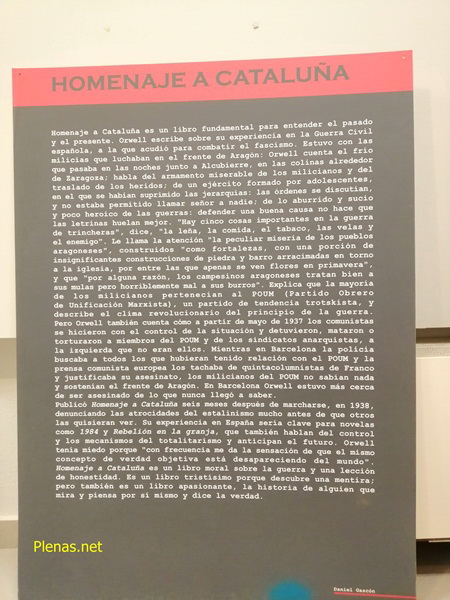 HOMENAJE A CATALUÑA
Homenaje a Cataluña es un libro fundamental para entender el pasado
y el presente. Orwell escribe sobre su experiencia en la Guerra Civil
española, a la que acudió para combatir el fascismo. Estuvo con las
milicias que luchaban en el frente de Aragón: Orwell cuenta el frío
que pasaba en las noches junto a Alcubierre, en las colinas alrededor
de Zaragoza; habla del armamento miserable de los milicianos y del
traslado de los heridos; de un ejército formado por adolescentes,
en el que se habían suprimido las jerarquías: las órdenes se discutían,
y no estaba permitido llamar señor a nadie; de lo aburrido y sucio
y poco heroico de las guerras: defender una buena causa no hace que
las letrinas huelan mejor. "Hay cinco cosas importantes en la guerra
de trincheras", dice, "la leña, la comida, el tabaco, las velas y
el enemigo". Le llama la atención "la peculiar miseria de los pueblos
aragoneses", construidos "como fortalezas, con una porción de
insignificantes construcciones de piedra y barro arracimadas en torno
a la iglesia, por entre las que apenas se ven flores en primavera",
y que "por alguna razón, los campesinos aragoneses tratan bien a
sus mulas pero horriblemente mal a sus burros". Explica que la mayoría
de los milicianos pertenecían al POUM (Partido Obrero
de Unificación Marxista), un partido de tendencia trotskista, y
describe el clima revolucionario del principio de la guerra.
Pero Orwell también cuenta cómo a partir de mayo de 1937 los comunistas
se hicieron con el control de la situación y detuvieron, mataron o
torturaron a miembros del POUM y de los sindicatos anarquistas, a
la izquierda que no eran ellos. Mientras en Barcelona la policía
buscaba a todos los que hubieran tenido relación con el POUM y la
prensa comunista europea los tachaba de quintacolumnistas de Franco
y justificaba su asesinato, los milicianos del POUM no sabían nada
y sostenían el frente de Aragón. En Barcelona Orwell estuvo más cerca
de ser asesinado de lo que nunca llegó a saber.
Publicó Homenaje a Cataluña seis meses después de marcharse, en 1938,
denunciando las atrocidades del estalinismo mucho antes de que otros
las quisieran ver. Su experiencia en España sería clave para novelas
como 1984 y Rebelión en la granja, que también hablan del control
y los mecanismos del totalitarismo y anticipan el futuro. Orwell
tenía miedo porque "con frecuencia me da la sensación de que el mismo
concepto de verdad objetiva está desapareciendo del mundo".
Homenaje a Cataluña es un libro moral sobre la guerra y una lección
de honestidad. Es un libro tristísimo porque descubre una mentira;
pero también es un libro apasionante, la historia de alguien que
mira y piensa por sí mismo y dice la verdad.
Plenas.net
Daniel Gascón